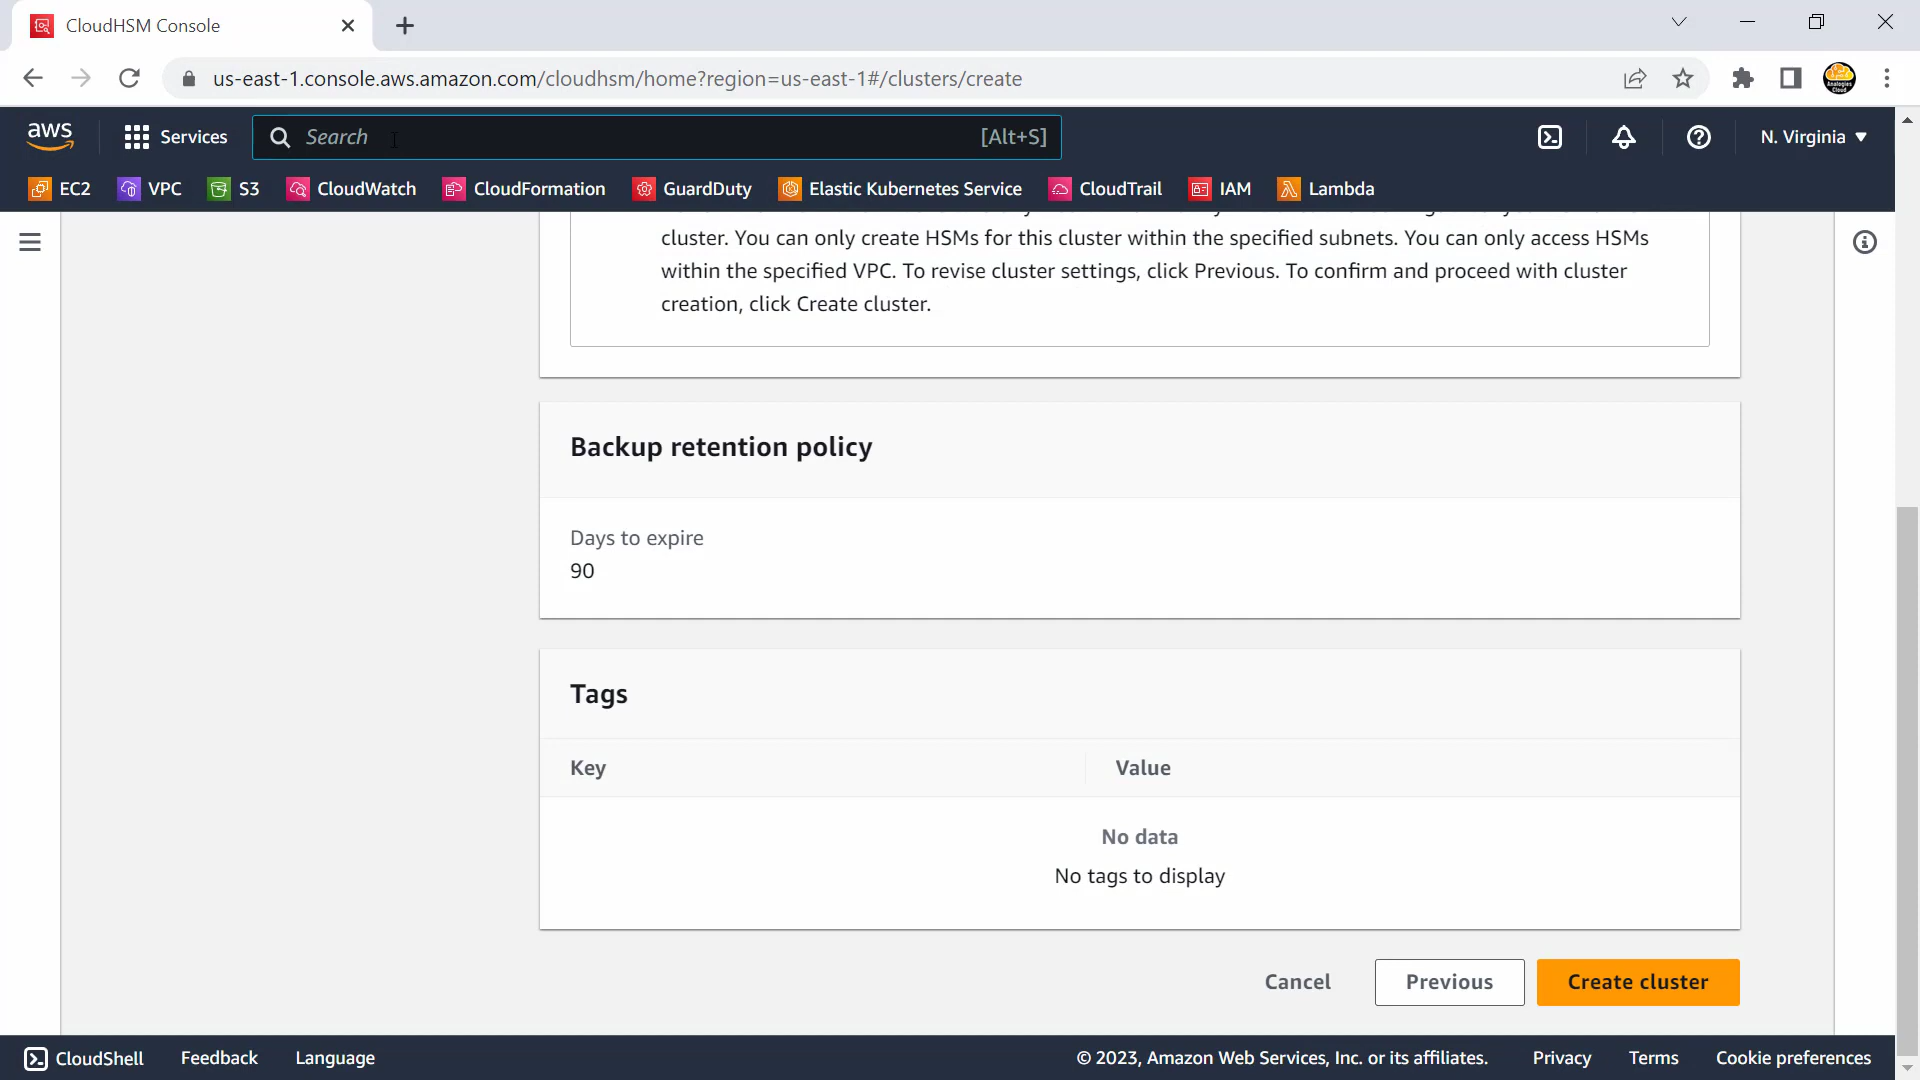 CloudHSM Console
us-east-1.console.aws.amazon.com/cloudhsm/home?region=us-east-1#/clusters/create
aws
Services
Search
[Alt+S]
N. Virginia
EC2
VPC
S3
CloudWatch
CloudFormation
GuardDuty
Elastic Kubernetes Service
CloudTrail
IAM
Lambda
cluster. You can only create HSMs for this cluster within the specified subnets. You can only access HSMs
within the specified VPC. To revise cluster settings, click Previous. To confirm and proceed with cluster
creation, click Create cluster.
Backup retention policy
Days to expire
90
Tags
Key
Value
No data
No tags to display
Cancel
Previous
Create cluster
CloudShell
Feedback
Language
© 2023, Amazon Web Services, Inc. or its affiliates.
Privacy
Terms
Cookie preferences